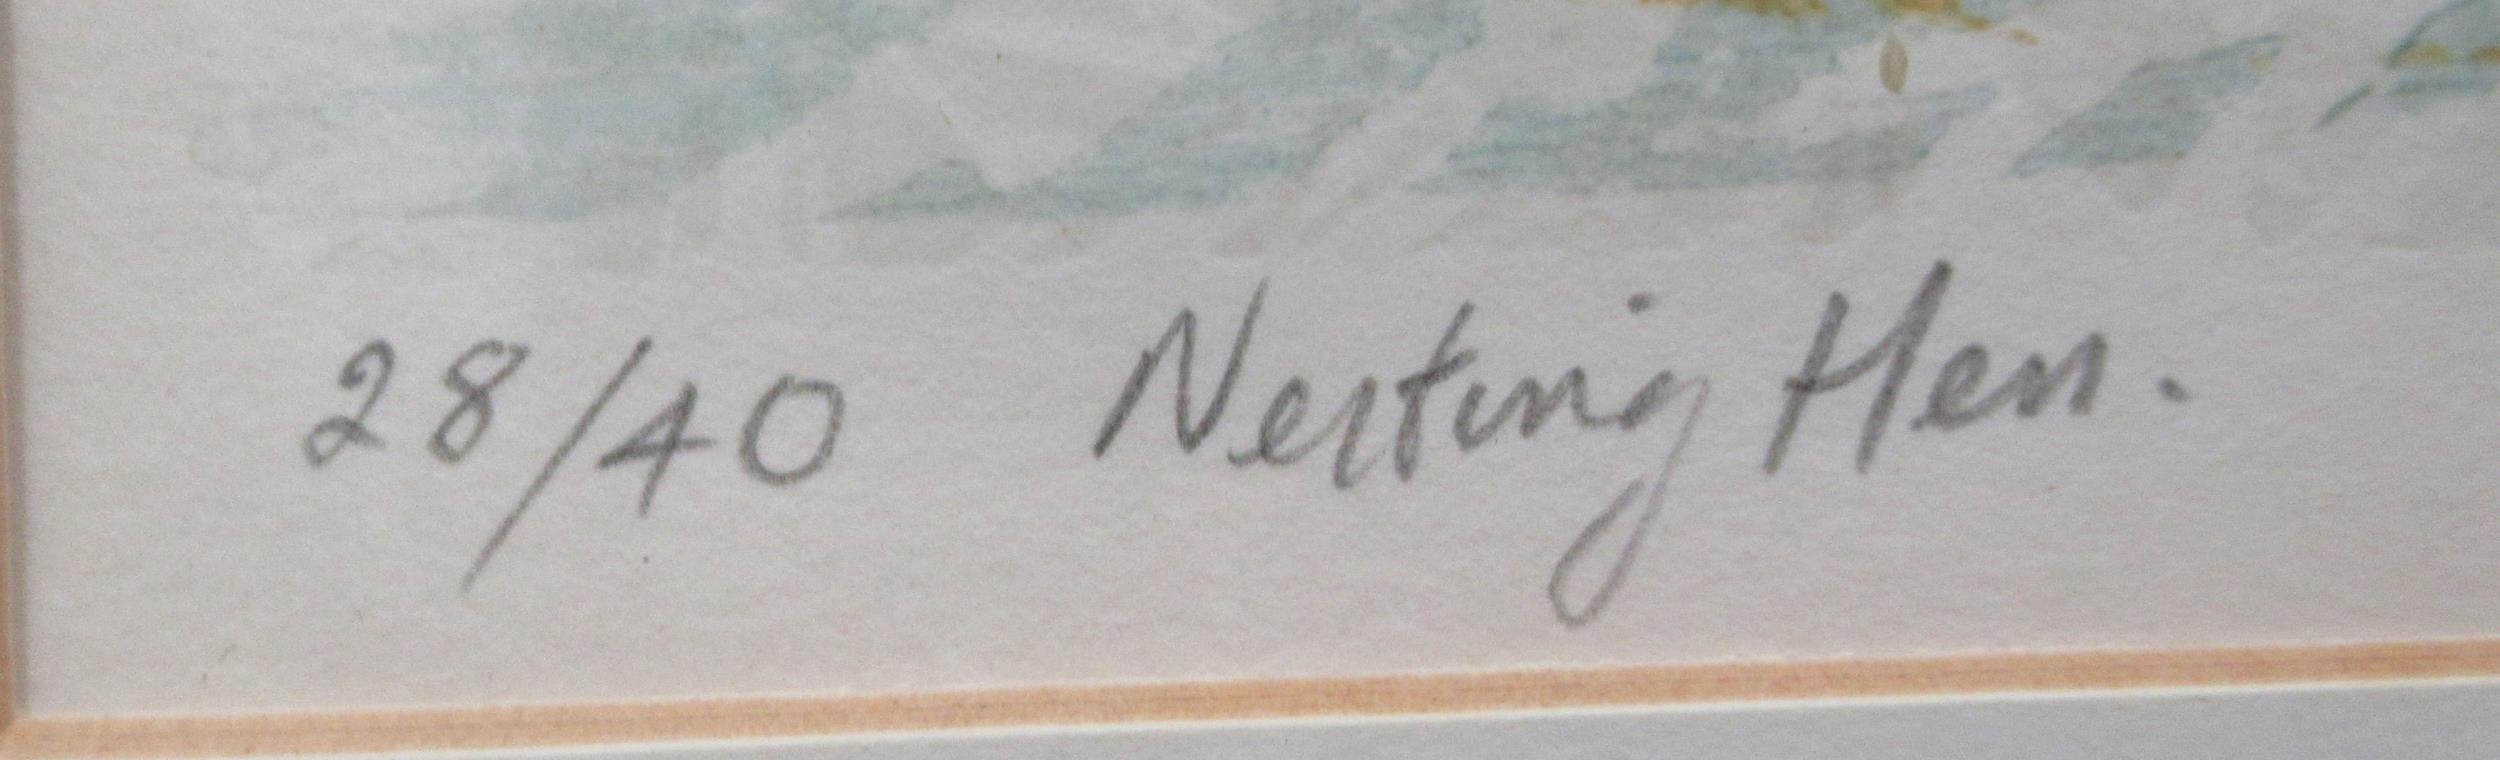 28/40 Nesting Hen.